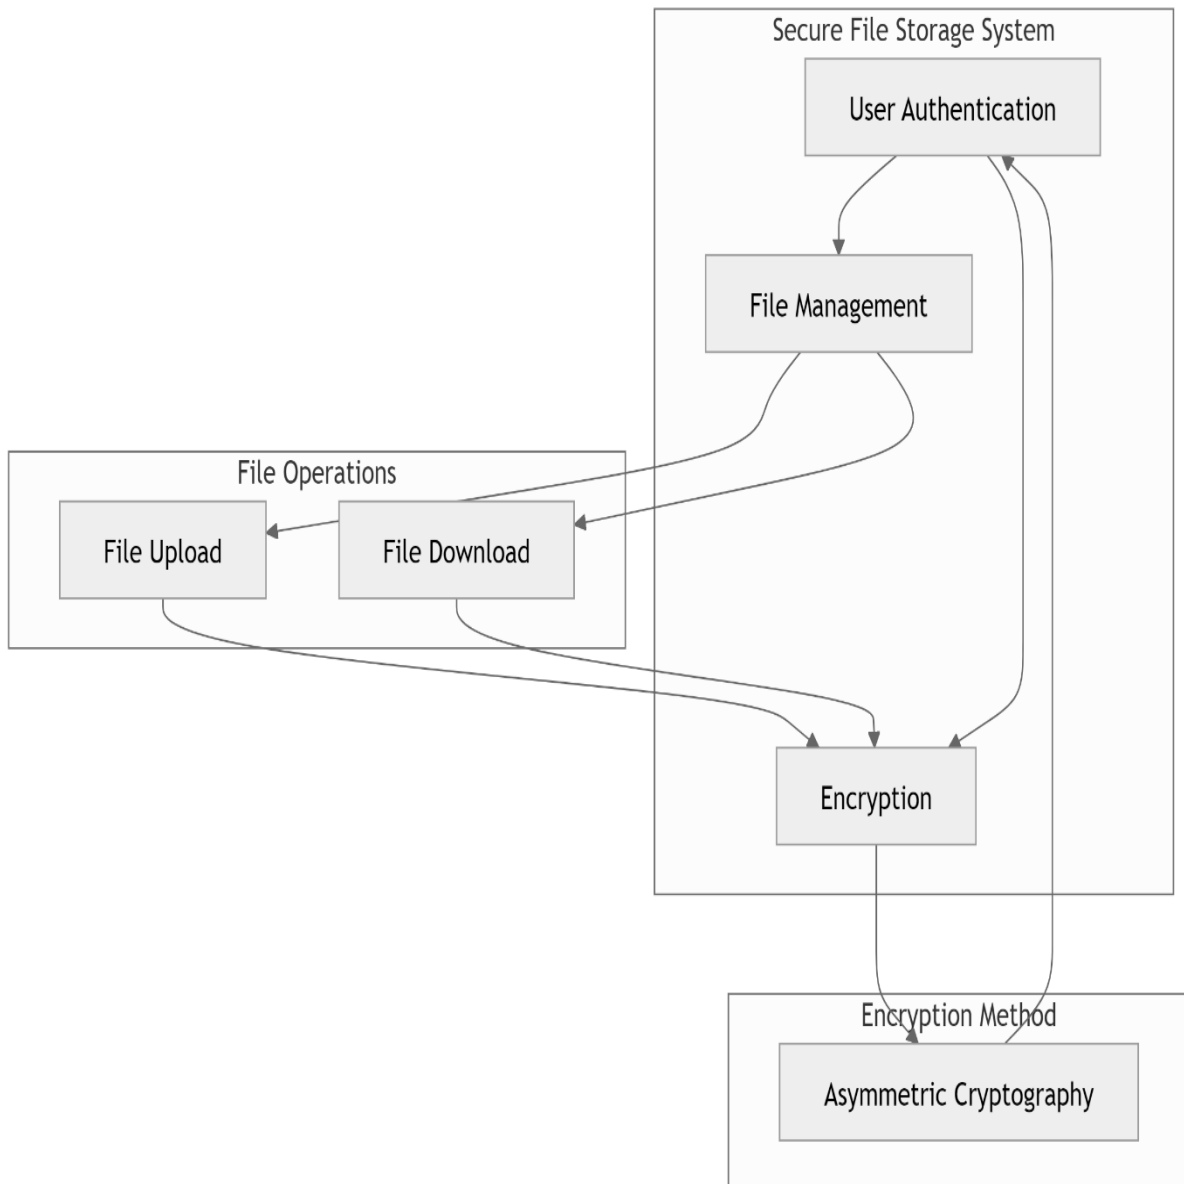 Secure File Storage System
User Authentication
File Management
File Operations
File Upload
File Download
Encryption
Encryption Method
Asymmetric Cryptography